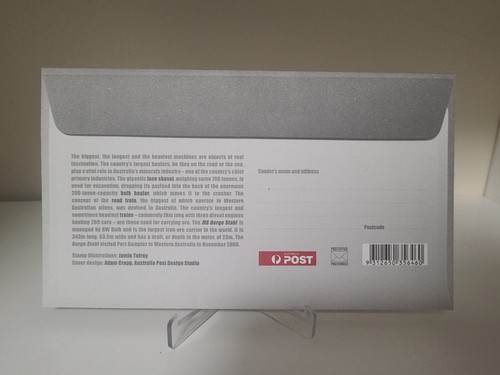 The biggest, the longest and the heaviest machines are objects of real
fascination. The country's largest haulers, be they on the road or the sea,
play a vital role in Australia's minerals industry – one of the country's chief
primary industries. The gigantic face shovel, weighing some 700 tonnes, is
used for excavation, dropping its payload into the back of the enormous
200-tonne-capacity bulk hauler, which moves it to the crusher. The
concept of the road train, the biggest of which operate in Western
Australian mines, was devised in Australia. The country's longest and
sometimes heaviest trains – commonly 2km long with three diesel engines
hauling 200 cars – are those used for carrying ore. The MS Berge Stahl is
managed by BW Bulk and is the largest iron-ore carrier in the world. It is
343m long, 63.5m wide and has a draft, or depth in the water, of 23m. The
Berge Stahl visited Port Dampier in Western Australia in November 2006.
Stamp illustrations: Jamie Tufrey
Cover design: Adam Crapp, Australia Post Design Studio
Sender's name and address
Postcode
AUSTRALIA
POST
9 312650 356460